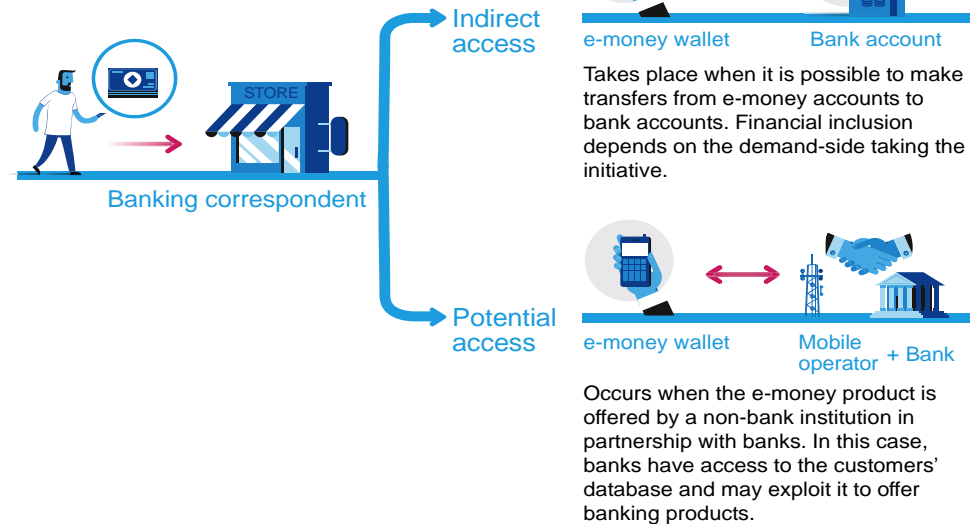 Indirect
access
e-money wallet
Bank account
Takes place when it is possible to make
transfers from e-money accounts to
bank accounts. Financial inclusion
depends on the demand-side taking the
initiative.
STORE
Banking correspondent
Potential
access
e-money wallet
Mobile
operator + Bank
Occurs when the e-money product is
offered by a non-bank institution in
partnership with banks. In this case,
banks have access to the customers’
database and may exploit it to offer
banking products.